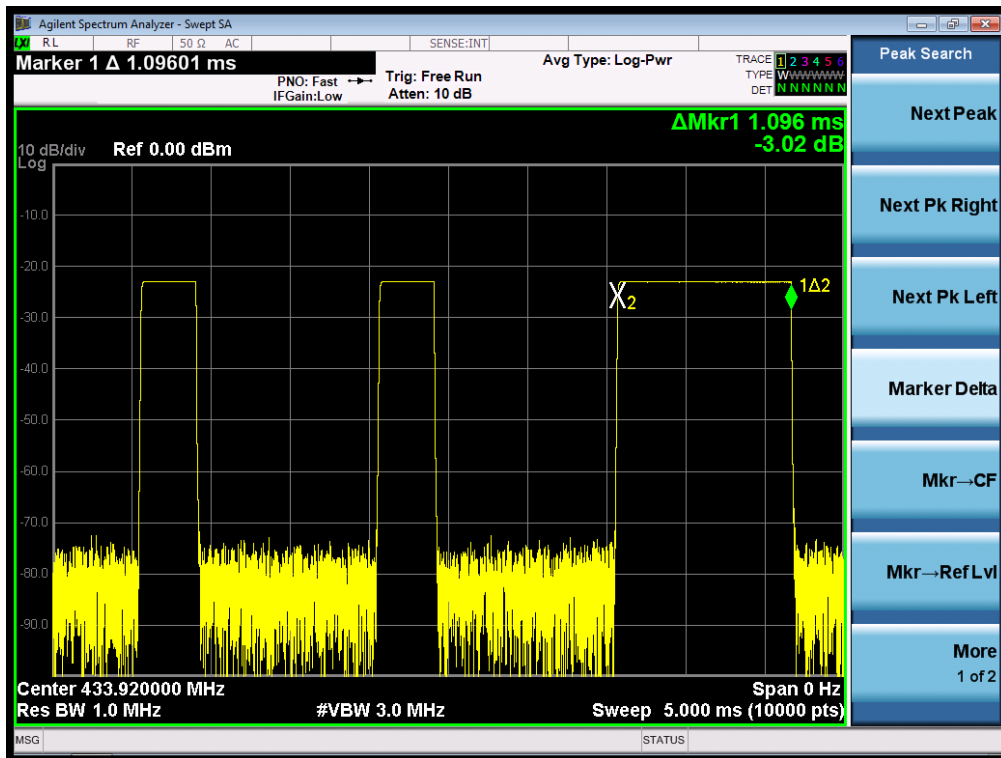 Agilent Spectrum Analyzer - Swept SA
LXI RL RF 50 Ω AC SENSE:INT
Marker 1 Δ 1.09601 ms
PNO: Fast
IFGain:Low
Trig: Free Run
Atten: 10 dB
Avg Type: Log-Pwr
TRACE 1 2 3 4 5 6
TYPE WWWWWW
DET N N N N N N
ΔMkr1 1.096 ms
-3.02 dB
10 dB/div Ref 0.00 dBm
Log
-10.0
-20.0
-30.0
-40.0
-50.0
-60.0
-70.0
-80.0
-90.0
2
1Δ2
Center 433.920000 MHz
Span 0 Hz
Res BW 1.0 MHz
#VBW 3.0 MHz
Sweep 5.000 ms (10000 pts)
MSG
STATUS
Peak Search
Next Peak
Next Pk Right
Next Pk Left
Marker Delta
Mkr→CF
Mkr→Ref Lvl
More
1 of 2